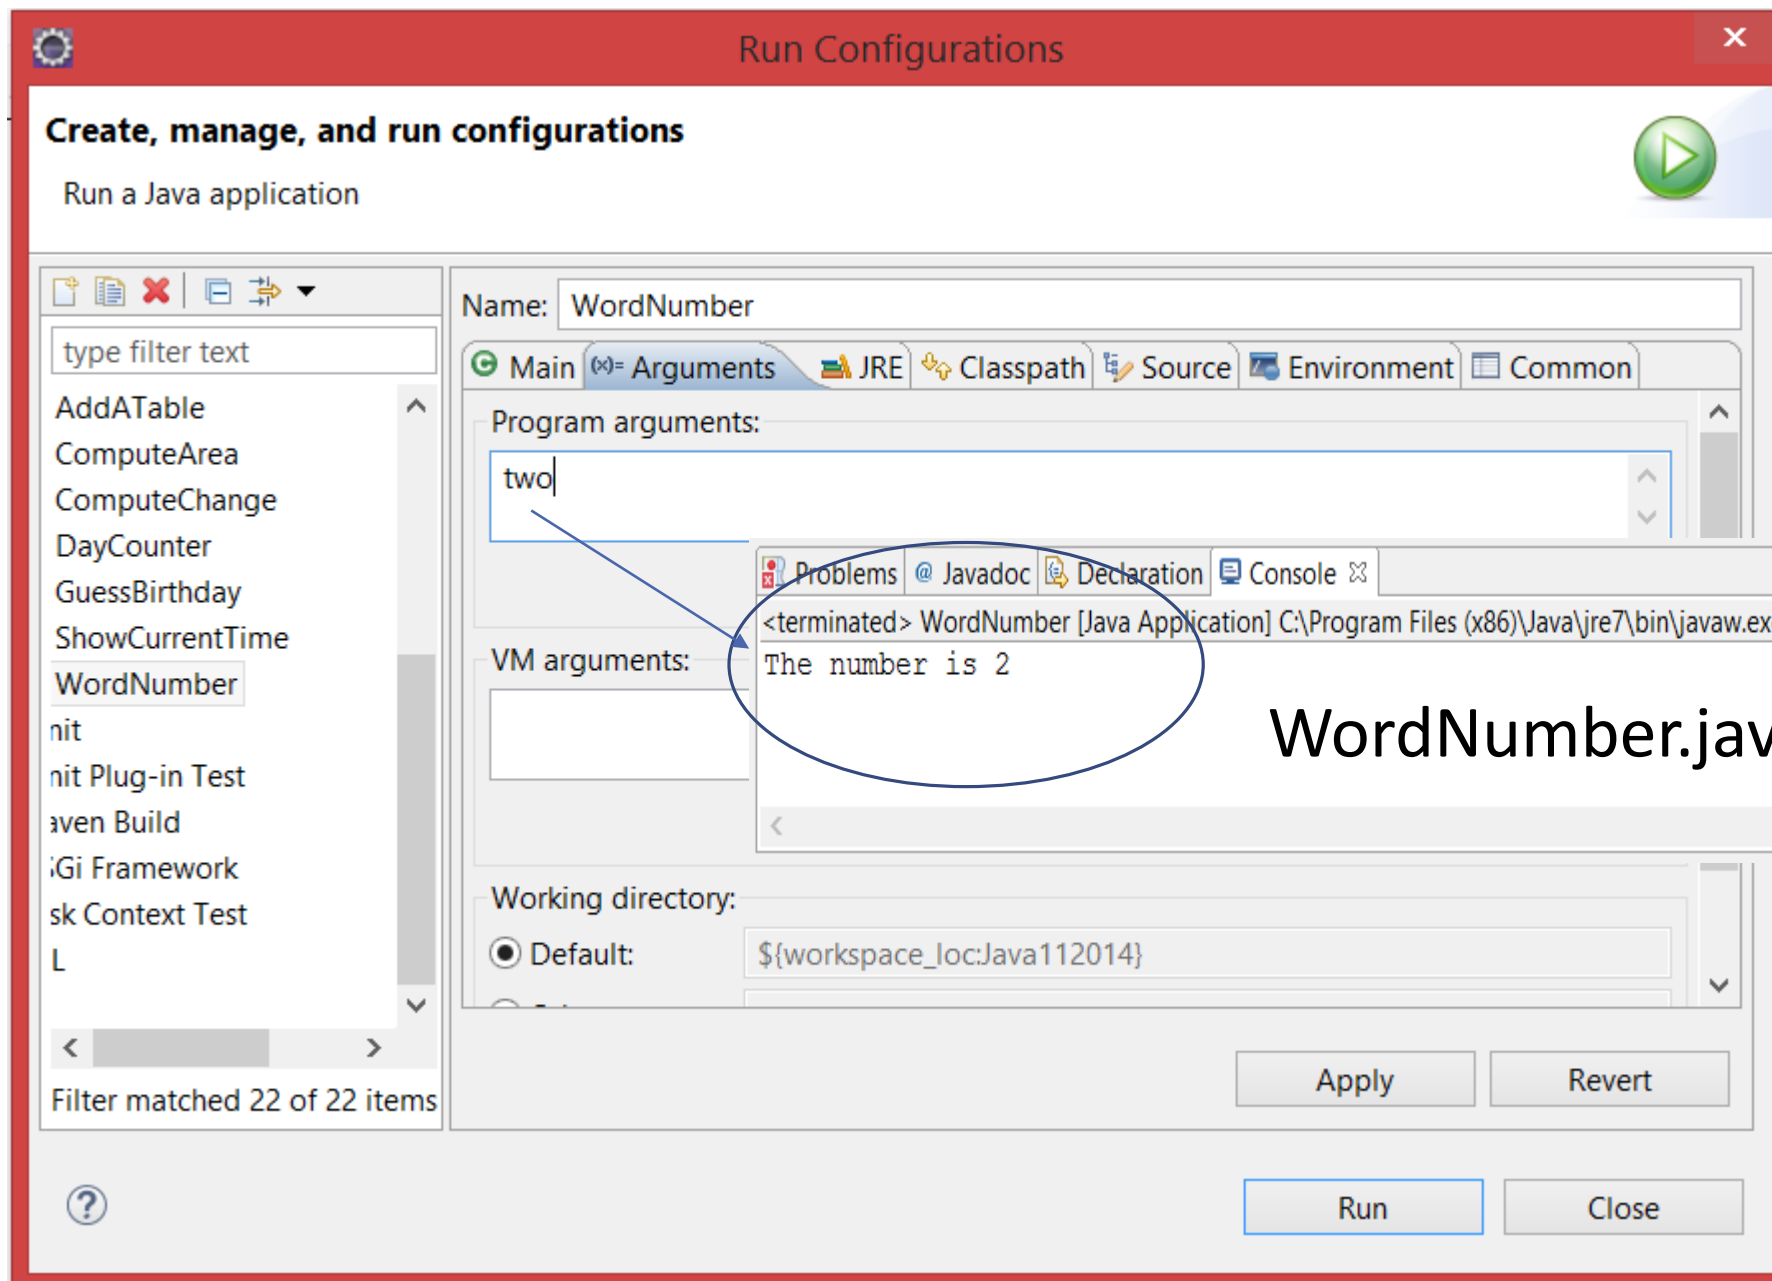 Run Configurations
Create, manage, and run configurations
Run a Java application
type filter text
AddATable
ComputeArea
ComputeChange
DayCounter
GuessBirthday
ShowCurrentTime
WordNumber
nit
nit Plug-in Test
aven Build
Gi Framework
sk Context Test
L
Filter matched 22 of 22 items
Name: WordNumber
Main (x)= Arguments JRE Classpath Source Environment Common
Program arguments:
two
Problems @ Javadoc Declaration Console
<terminated> WordNumber [Java Application] C:\Program Files (x86)\Java\jre7\bin\javaw.ex
The number is 2
WordNumber.jav
VM arguments:
Working directory:
Default: ${workspace_loc:Java112014}
Apply Revert
Run Close